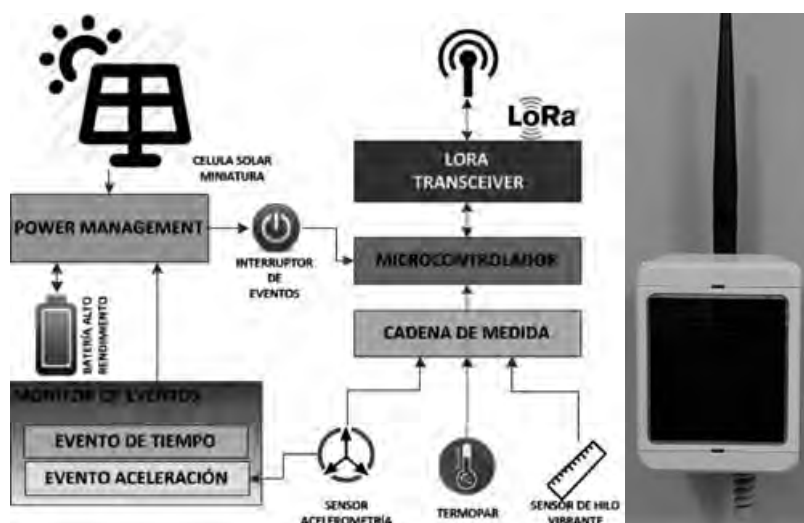 CELULA SOLAR
MINIATURA
LoRa
LORA
TRANSCEIVER
POWER MANAGEMENT
INTERRUPTOR
DE
EVENTOS
MICROCONTROLADOR
BATERÍA ALTO
RENDIMIENTO
CADENA DE MEDIDA
MONITOR DE EVENTOS
EVENTO DE TIEMPO
EVENTO ACELERACIÓN
SENSOR
ACELEROMETRÍA
TERMOPAR
SENSOR DE HILO
VIBRANTE